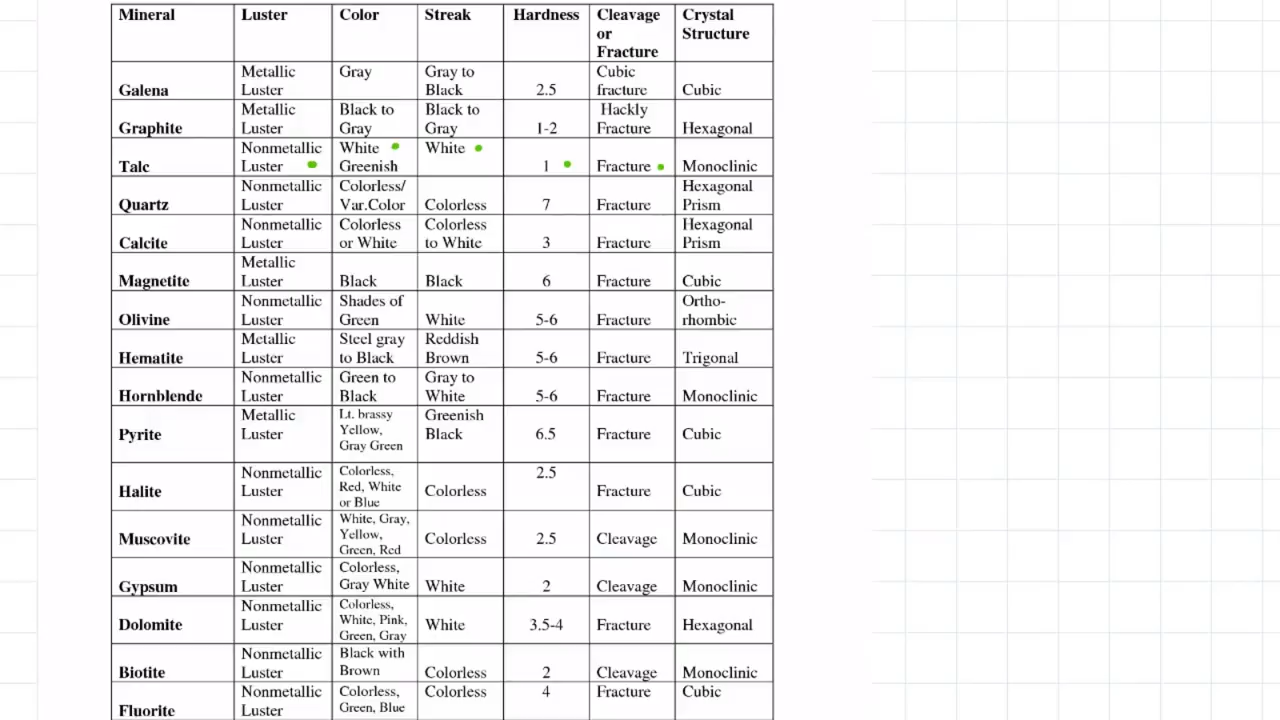 Mineral Luster Color Streak Hardness Cleavage or Fracture Crystal Structure
Galena Metallic Luster Gray Gray to Black 2.5 Cubic fracture Cubic
Graphite Metallic Luster Black to Gray Black to Gray 1-2 Hackly Fracture Hexagonal
Talc Nonmetallic Luster White Greenish White 1 Fracture Monoclinic
Quartz Nonmetallic Luster Colorless/ Var.Color Colorless 7 Fracture Hexagonal Prism
Calcite Nonmetallic Luster Colorless or White Colorless to White 3 Fracture Hexagonal Prism
Magnetite Metallic Luster Black Black 6 Fracture Cubic
Olivine Nonmetallic Luster Shades of Green White 5-6 Fracture Ortho-rhombic
Hematite Metallic Luster Steel gray to Black Reddish Brown 5-6 Fracture Trigonal
Hornblende Nonmetallic Luster Green to Black Gray to White 5-6 Fracture Monoclinic
Pyrite Metallic Luster Lt. brassy Yellow, Gray Green Greenish Black 6.5 Fracture Cubic
Halite Nonmetallic Luster Colorless, Red, White or Blue Colorless 2.5 Fracture Cubic
Muscovite Nonmetallic Luster White, Gray, Yellow, Green, Red Colorless 2.5 Cleavage Monoclinic
Gypsum Nonmetallic Luster Colorless, Gray White White 2 Cleavage Monoclinic
Dolomite Nonmetallic Luster Colorless, White, Pink, Green, Gray White 3.5-4 Fracture Hexagonal
Biotite Nonmetallic Luster Black with Brown Colorless 2 Cleavage Monoclinic
Fluorite Nonmetallic Luster Colorless, Green, Blue Colorless 4 Fracture Cubic